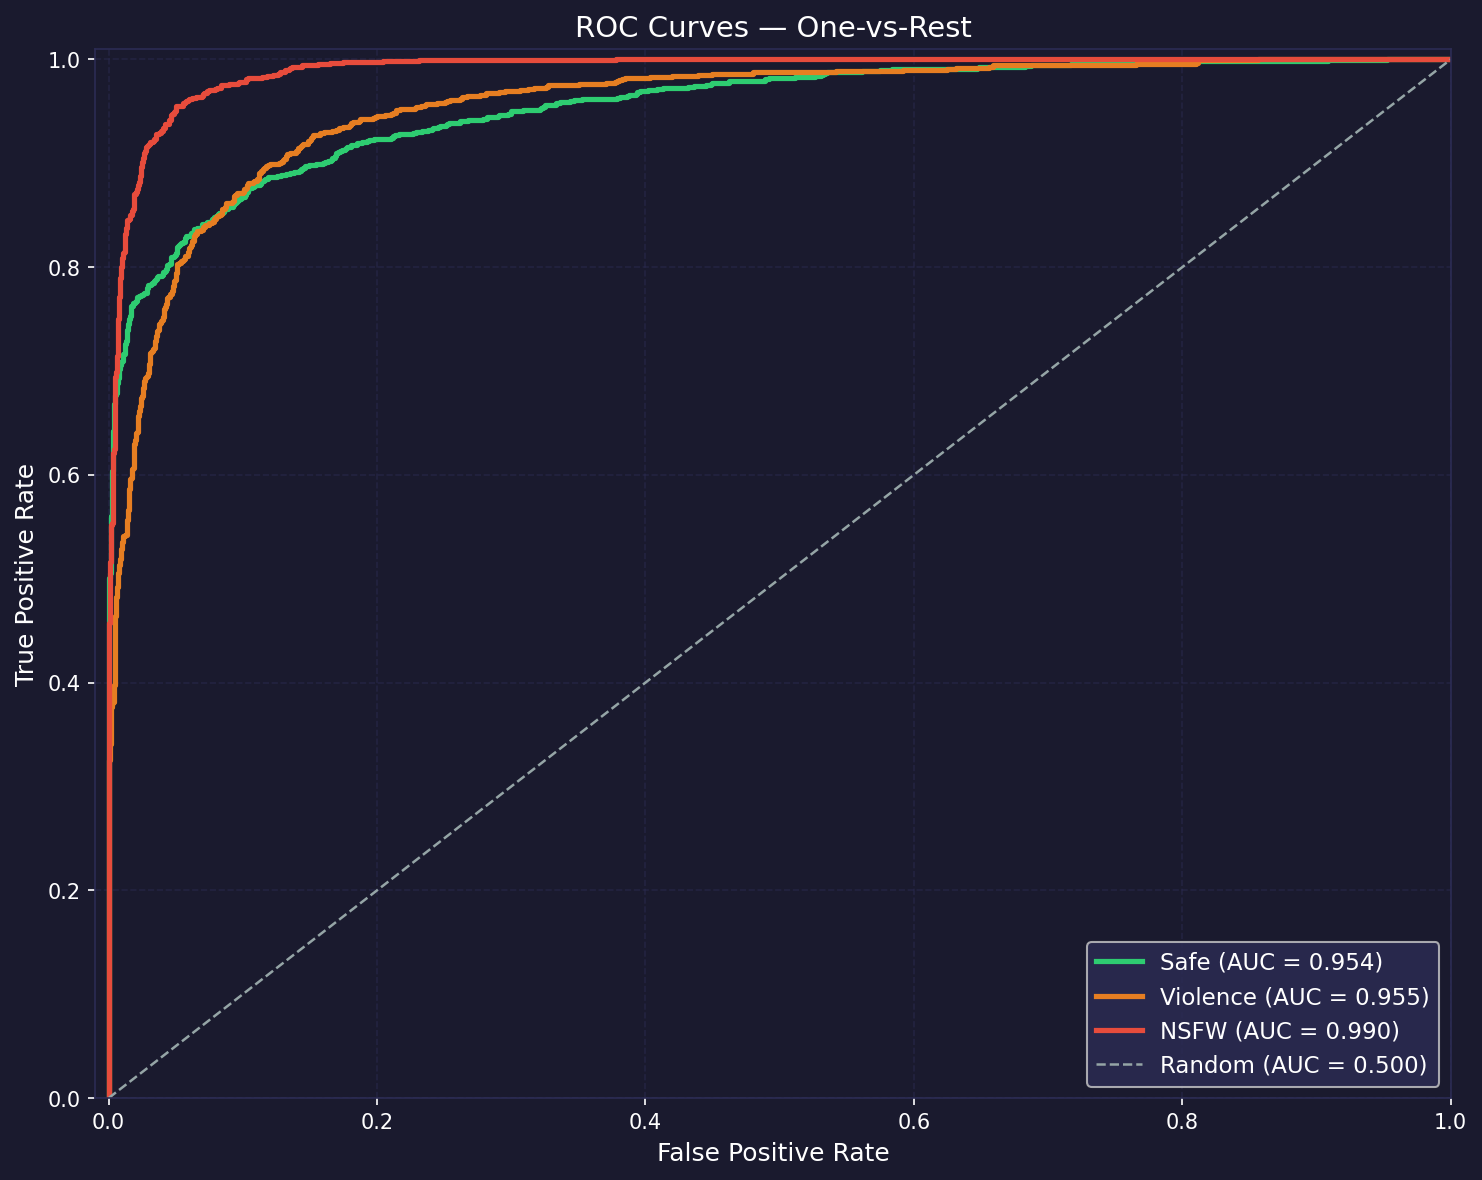 ROC Curves — One-vs-Rest
True Positive Rate
1.0
0.8
0.6
0.4
0.2
0.0
0.0 0.2 0.4 0.6 0.8 1.0
False Positive Rate
Safe (AUC = 0.954)
Violence (AUC = 0.955)
NSFW (AUC = 0.990)
Random (AUC = 0.500)